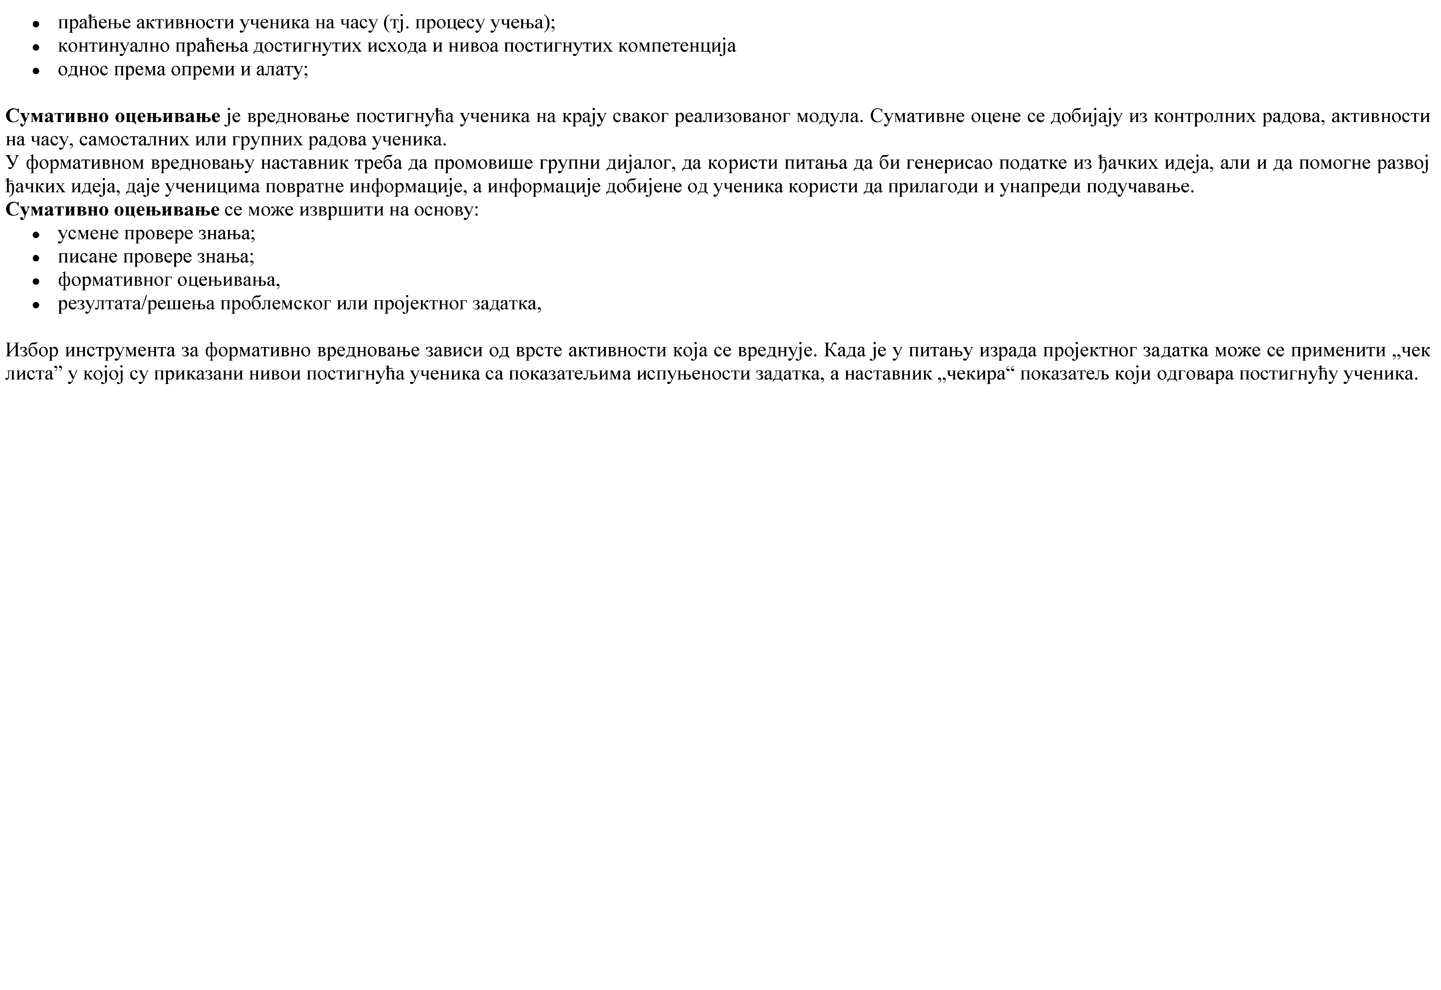 • праћење активности ученика на часу (тј. процесу учења);
• континуално праћења достигнутих исхода и нивоа постигнутих компетенција
• однос према опреми и алату;
Сумативно оцењивање је вредновање постигнућа ученика на крају сваког реализованог модула. Сумативне оцене се добијају из контролних радова, активности
на часу, самосталних или групних радова ученика.
У формативном вредновању наставник треба да промовише групни дијалог, да користи питања да би генерисао податке из ђачких идеја, али и да помогне развој
ђачких идеја, даје ученицима повратне информације, а информације добијене од ученика користи да прилагоди и унапреди подучавање.
Сумативно оцењивање се може извршити на основу:
• усмене провере знања;
• писане провере знања;
• формативног оцењивања,
• резултата/решења проблемског или пројектног задатка,
Избор инструмента за формативно вредновање зависи од врсте активности која се вреднује. Када је у питању израда пројектног задатка може се применити „чек
листа” у којој су приказани нивои постигнућа ученика са показатељима испуњености задатка, а наставник „чекира“ показатељ који одговара постигнућу ученика.